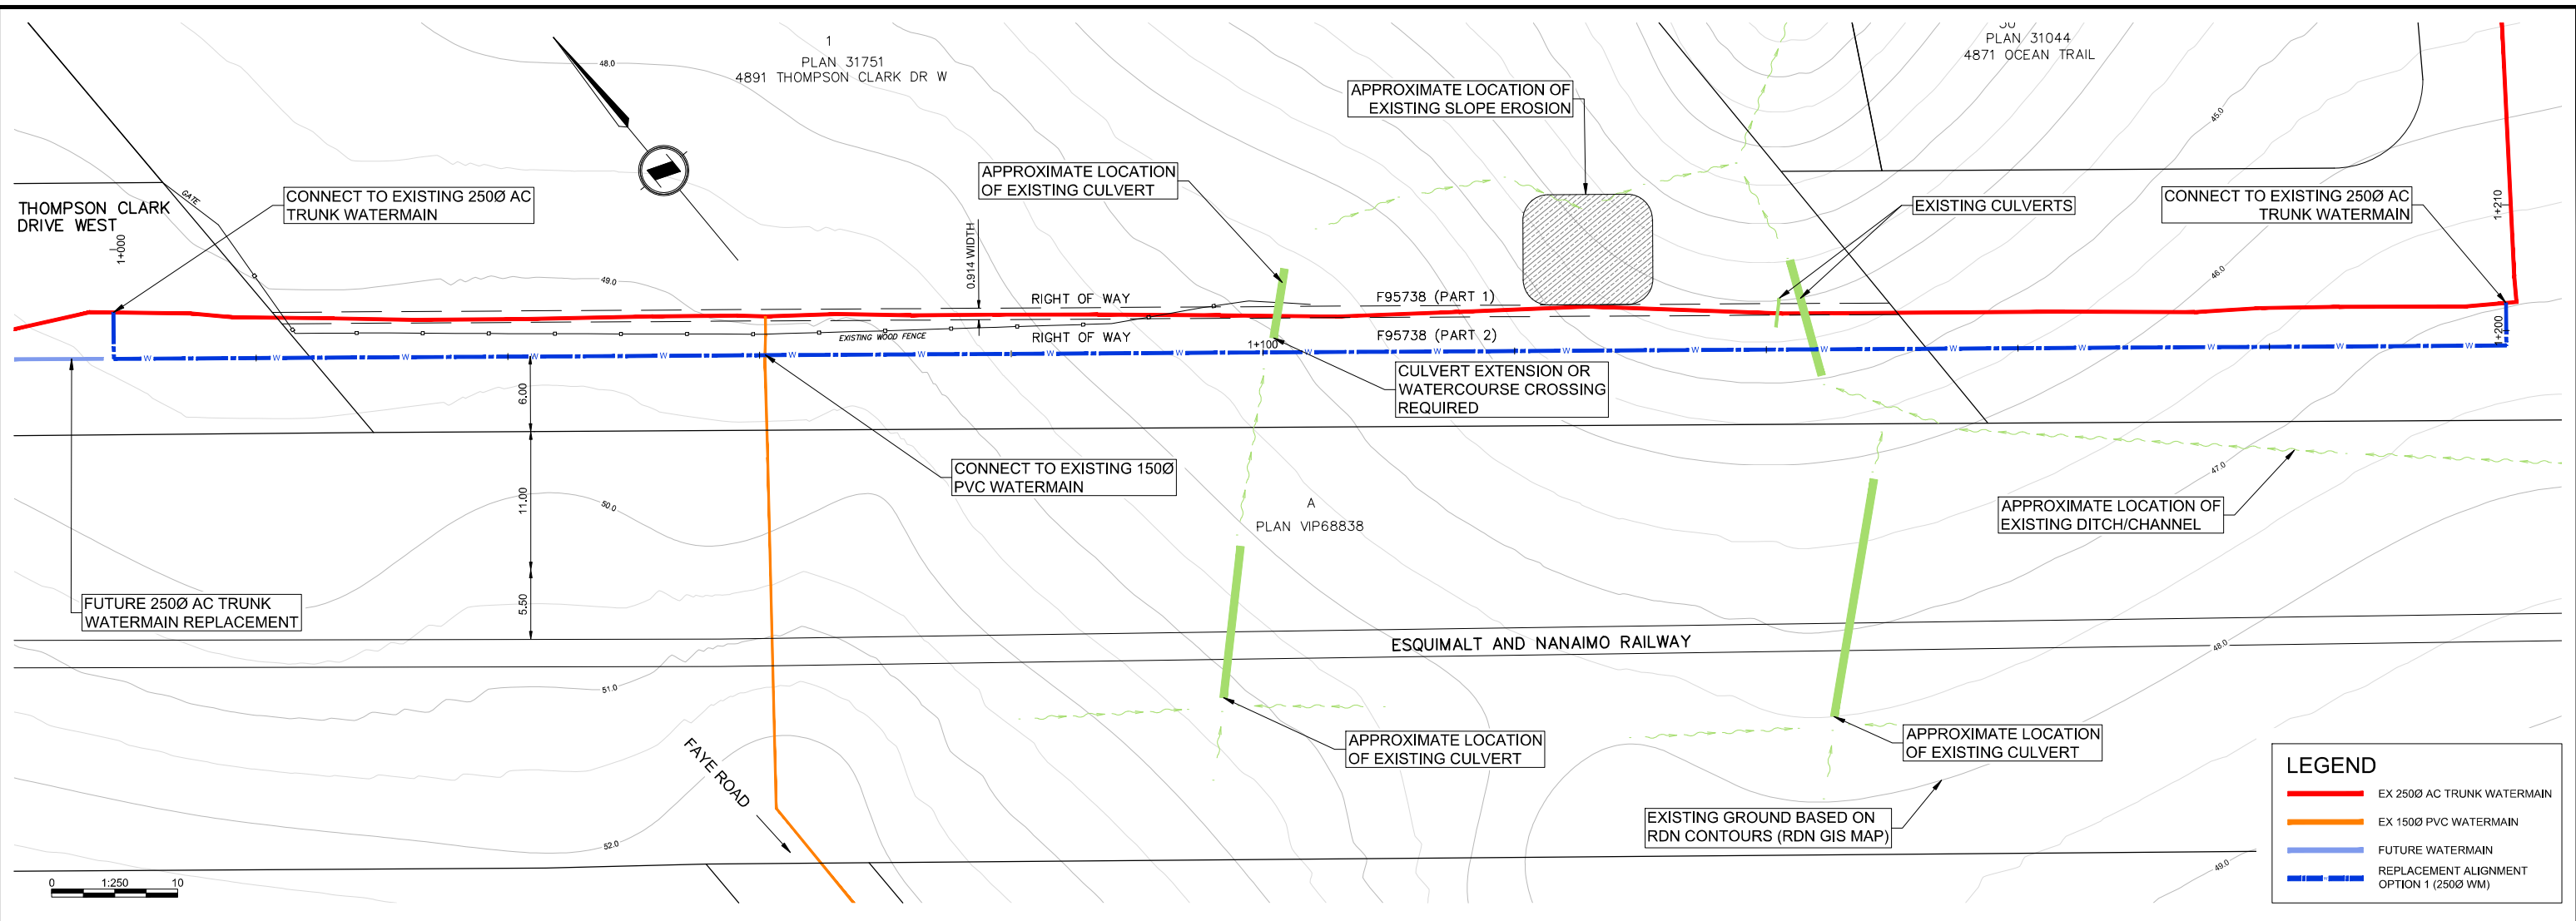 1
PLAN 31751
4891 THOMPSON CLARK DR W
PLAN 31044
4871 OCEAN TRAIL
48.0
45.0
APPROXIMATE LOCATION OF
EXISTING SLOPE EROSION
APPROXIMATE LOCATION
OF EXISTING CULVERT
GATE
THOMPSON CLARK
DRIVE WEST
1+000
CONNECT TO EXISTING 250Ø AC
TRUNK WATERMAIN
EXISTING CULVERTS
CONNECT TO EXISTING 250Ø AC
TRUNK WATERMAIN
1+210
0.914 WIDTH
49.0
46.0
RIGHT OF WAY
F95738 (PART 1)
EXISTING WOOD FENCE
RIGHT OF WAY
F95738 (PART 2)
1+100
1+200
W W W W W W W W W W W W W W W W W W W
6.00
CULVERT EXTENSION OR
WATERCOURSE CROSSING
REQUIRED
CONNECT TO EXISTING 150Ø
PVC WATERMAIN
47.0
11.00
50.0
A
PLAN VIP68838
APPROXIMATE LOCATION OF
EXISTING DITCH/CHANNEL
FUTURE 250Ø AC TRUNK
WATERMAIN REPLACEMENT
5.50
ESQUIMALT AND NANAIMO RAILWAY
48.0
51.0
FAYE ROAD
APPROXIMATE LOCATION
OF EXISTING CULVERT
APPROXIMATE LOCATION
OF EXISTING CULVERT
EXISTING GROUND BASED ON
RDN CONTOURS (RDN GIS MAP)
52.0
49.0
0 1:250 10
LEGEND
EX 250Ø AC TRUNK WATERMAIN
EX 150Ø PVC WATERMAIN
FUTURE WATERMAIN
REPLACEMENT ALIGNMENT
OPTION 1 (250Ø WM)